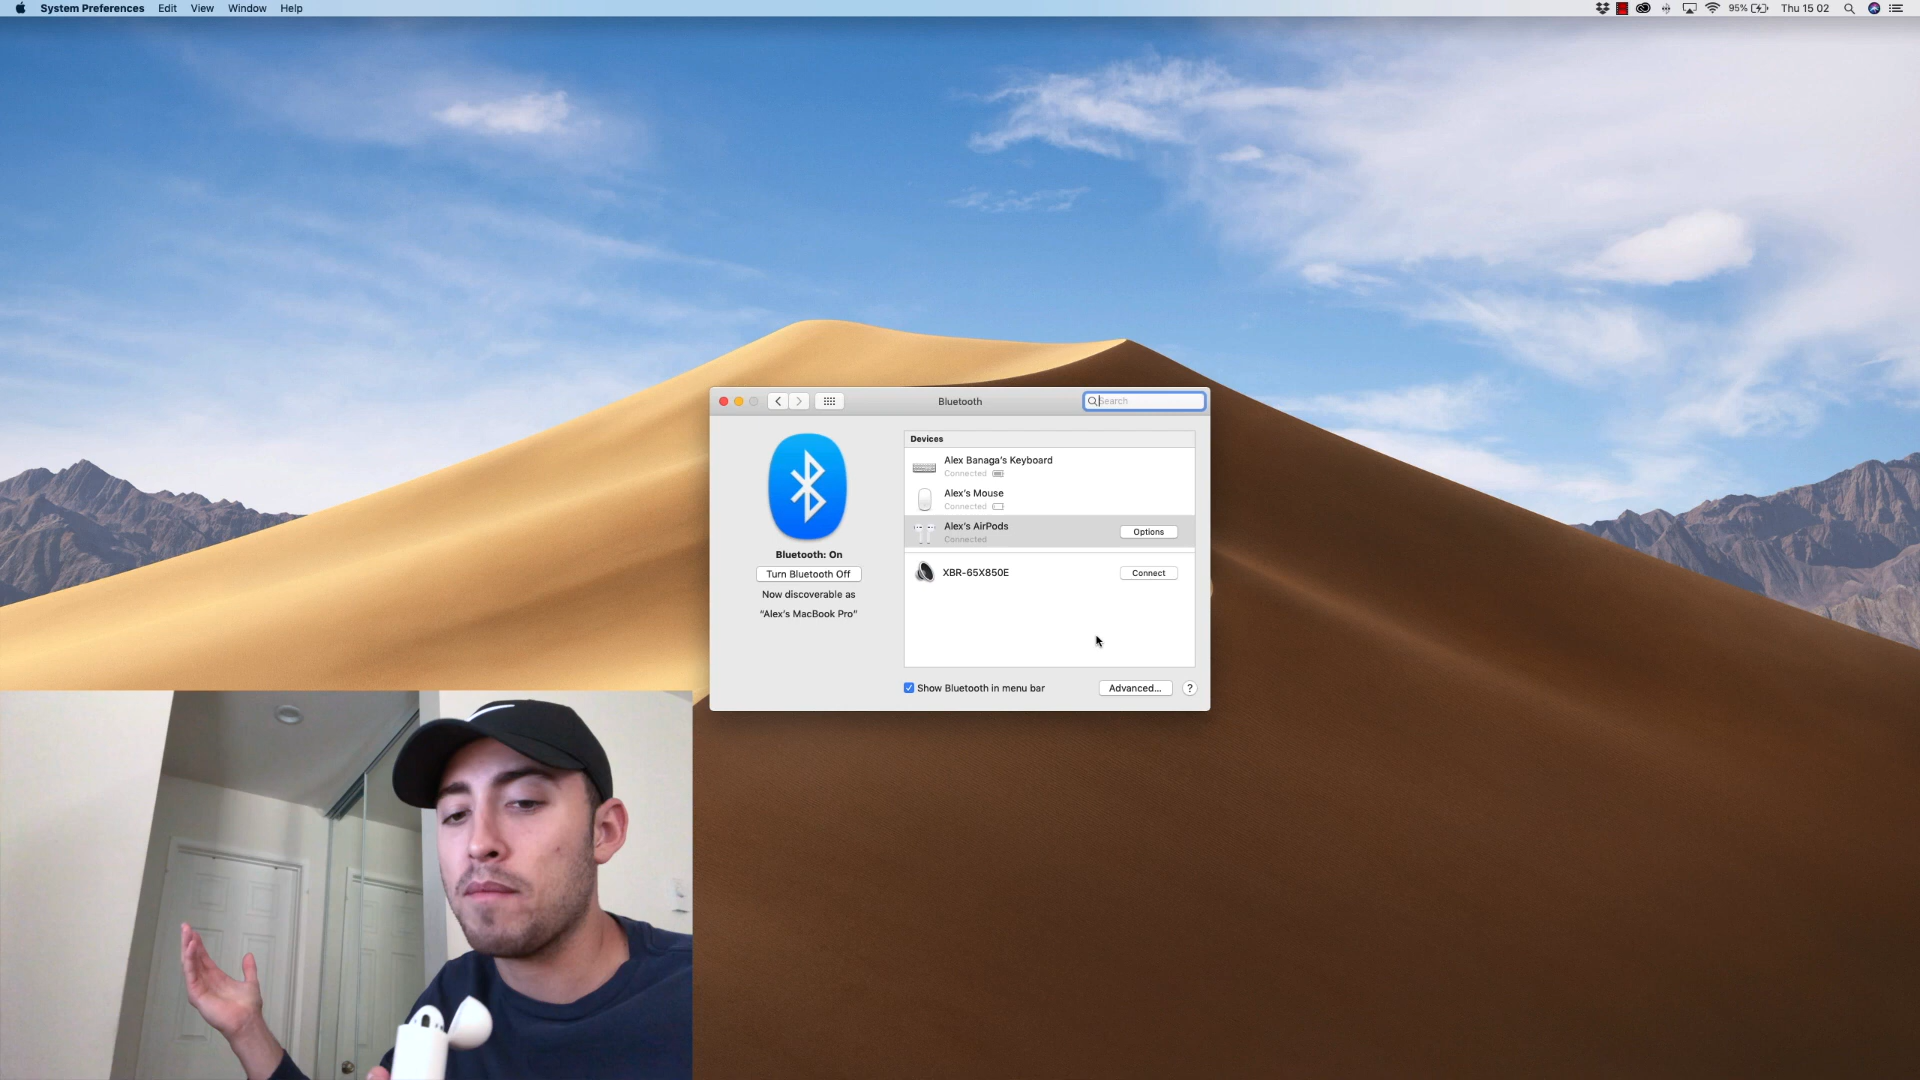 System Preferences Edit View Window Help 95% Thu 15 02
Bluetooth
Search
Devices
Alex Banaga's Keyboard
Connected
Alex's Mouse
Connected
Alex's AirPods
Connected
Options
XBR-65X850E
Connect
Bluetooth: On
Turn Bluetooth Off
Now discoverable as
"Alex's MacBook Pro"
Show Bluetooth in menu bar
Advanced...
?